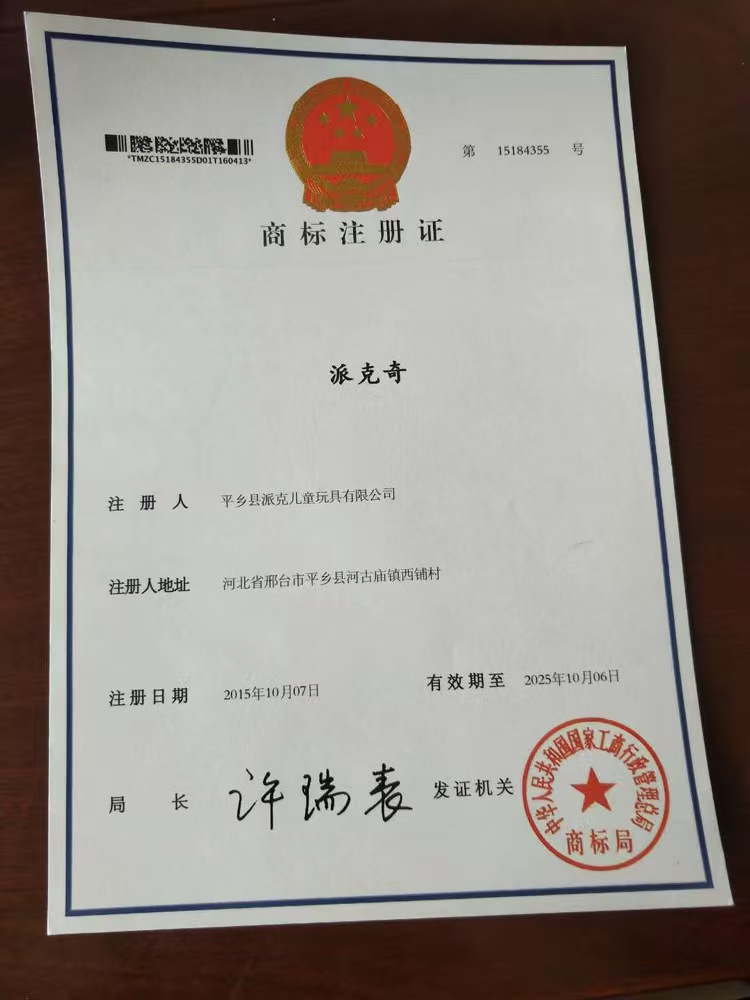 *TMZC15184355D01T160413*
第 15184355 号
商标注册证
派克奇
注册人 平乡县派克儿童玩具有限公司
注册人地址 河北省邢台市平乡县河古庙镇西铺村
注册日期 2015年10月07日 有效期至 2025年10月06日
局长 许瑞表 发证机关
中华人民共和国国家工商行政管理总局
商标局